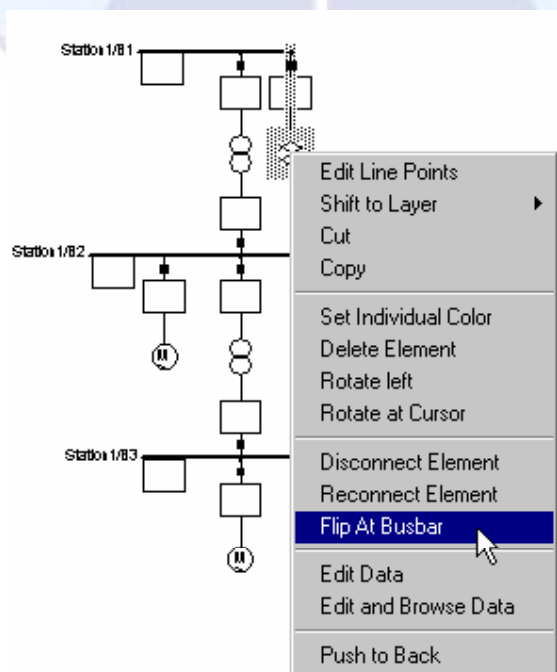 Station 1/B1
Station 1/B2
M
Station 1/B3
M
Edit Line Points
Shift to Layer
Cut
Copy
Set Individual Color
Delete Element
Rotate left
Rotate at Cursor
Disconnect Element
Reconnect Element
Flip At Busbar
Edit Data
Edit and Browse Data
Push to Back